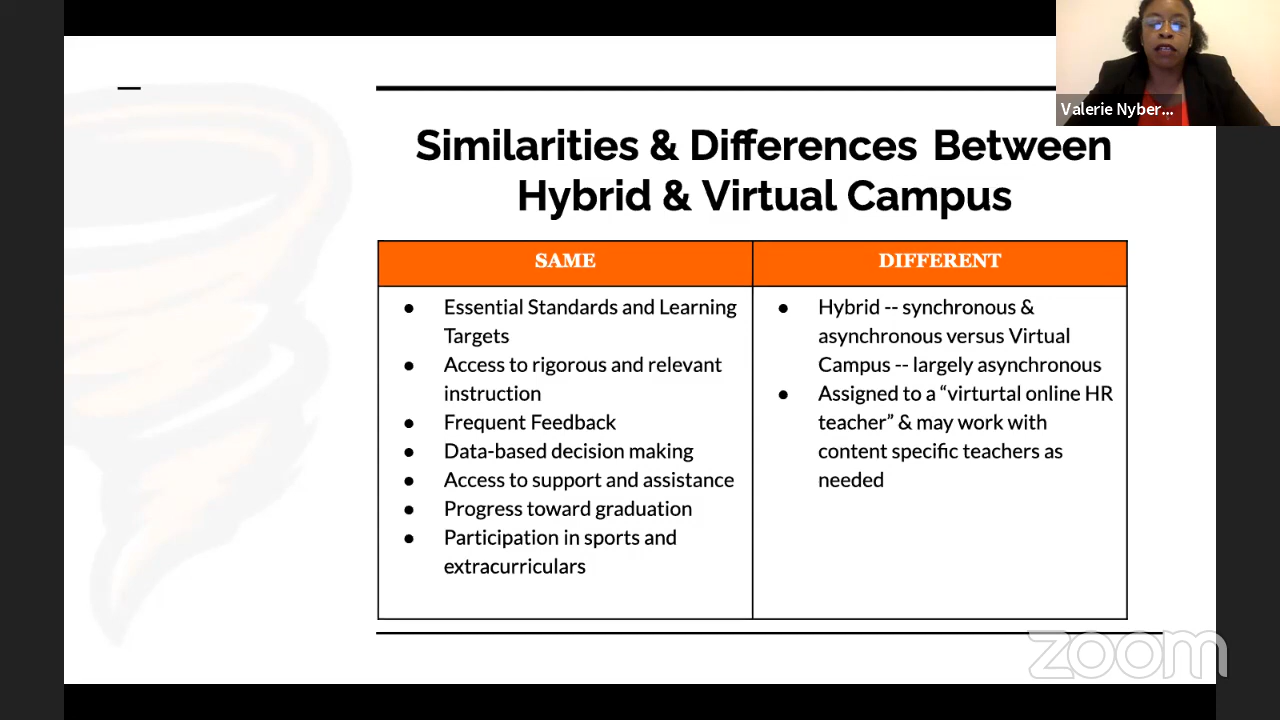 Valerie Nyber...
Similarities & Differences Between
Hybrid & Virtual Campus
SAME
DIFFERENT
● Essential Standards and Learning
Targets
● Access to rigorous and relevant
instruction
● Frequent Feedback
● Data-based decision making
● Access to support and assistance
● Progress toward graduation
● Participation in sports and
extracurriculars
● Hybrid -- synchronous &
asynchronous versus Virtual
Campus -- largely asynchronous
● Assigned to a “virturtal online HR
teacher” & may work with
content specific teachers as
needed
zoom